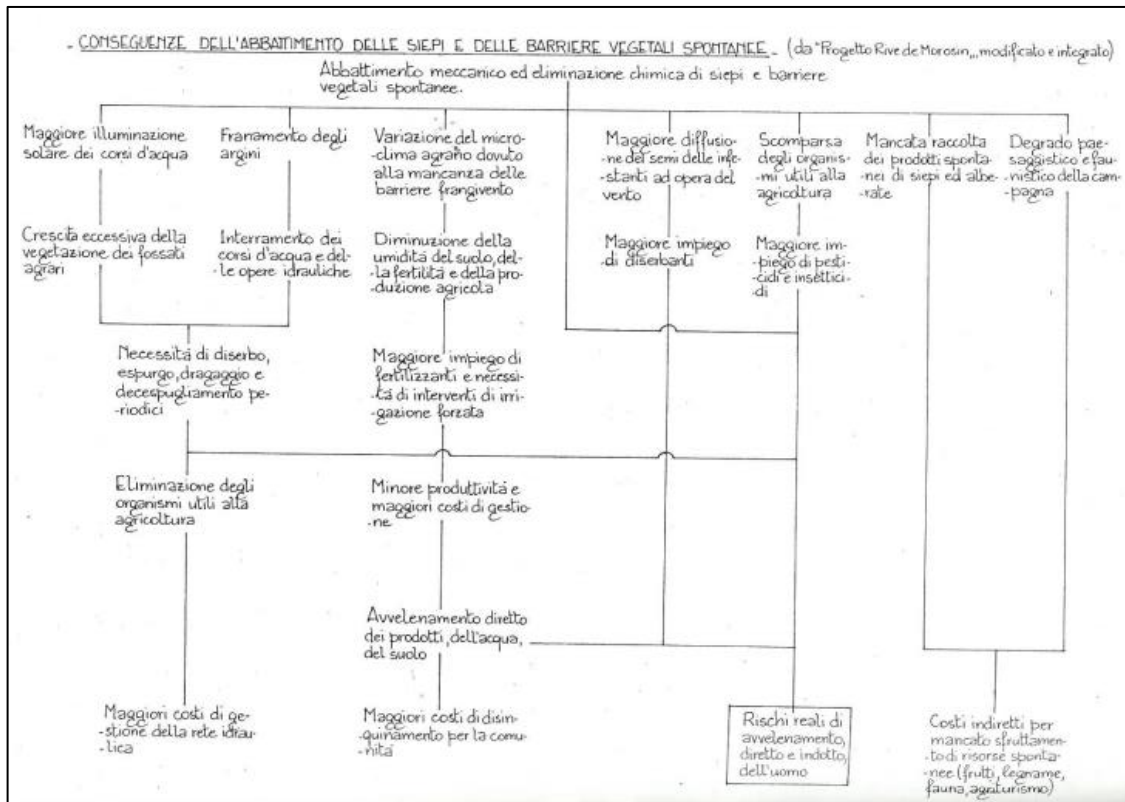 - CONSEGUENZE DELL'ABBATTIMENTO DELLE SIEPI E DELLE BARRIERE VEGETALI SPONTANEE - (da "Progetto Rive de Morosin", modificato e integrato)
Abbattimento meccanico ed eliminazione chimica di siepi e barriere
vegetali spontanee.
Maggiore illuminazione
solare dei corsi d'acqua
Franamento degli
argini
Variazione del micro-
-clima agrario dovuto
alla mancanza delle
barriere frangivento
Maggiore diffusio-
-ne dei semi delle infe-
-stanti ad opera del
vento
Scomparsa
degli organis-
-mi utili alla
agricoltura
Mancata raccolta
dei prodotti sponta-
-nei di siepi ed albe-
-rate
Degrado pae-
saggistico e fau-
-nistico della cam-
-pagna
Crescita eccessiva della
vegetazione dei fossati
agrari
Interramento dei
corsi d'acqua e del-
-le opere idrauliche
Diminuzione della
umidità del suolo, del-
-la fertilità e della pro-
-duzione agricola
Maggiore impiego
di diserbanti
Maggiore im-
-piego di pesti-
-cidi e insettici-
-di
Necessità di diserbo,
espurgo, dragaggio e
decespugliamento pe-
-riodici
Maggiore impiego di
fertilizzanti e necessi-
-tà di interventi di irri-
-gazione forzata
Eliminazione degli
organismi utili alla
agricoltura
Minore produttività e
maggiori costi di gestio-
-ne
Avvelenamento diretto
dei prodotti, dell'acqua,
del suolo
Maggiori costi di ge-
-stione della rete idrau-
-lica
Maggiori costi di disin-
-quinamento per la comu-
-nità
Rischi reali di
avvelenamento,
diretto e indotto,
dell'uomo
Costi indiretti per
mancato sfruttamen-
-to di risorse sponta-
-nee (frutti, legname,
fauna, agriturismo)